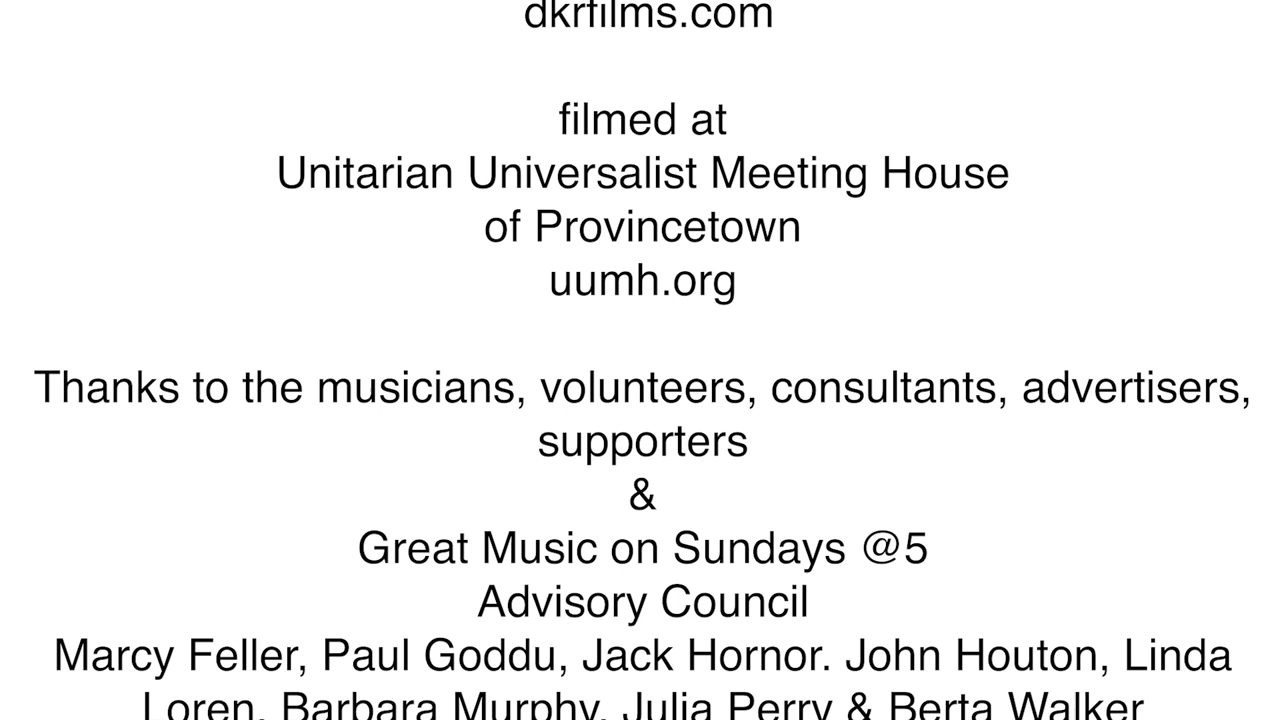 dkrfilms.com
filmed at
Unitarian Universalist Meeting House
of Provincetown
uumh.org
Thanks to the musicians, volunteers, consultants, advertisers,
supporters
&
Great Music on Sundays @5
Advisory Council
Marcy Feller, Paul Goddu, Jack Hornor. John Houton, Linda
Loren, Barbara Murphy, Julia Perry & Berta Walker